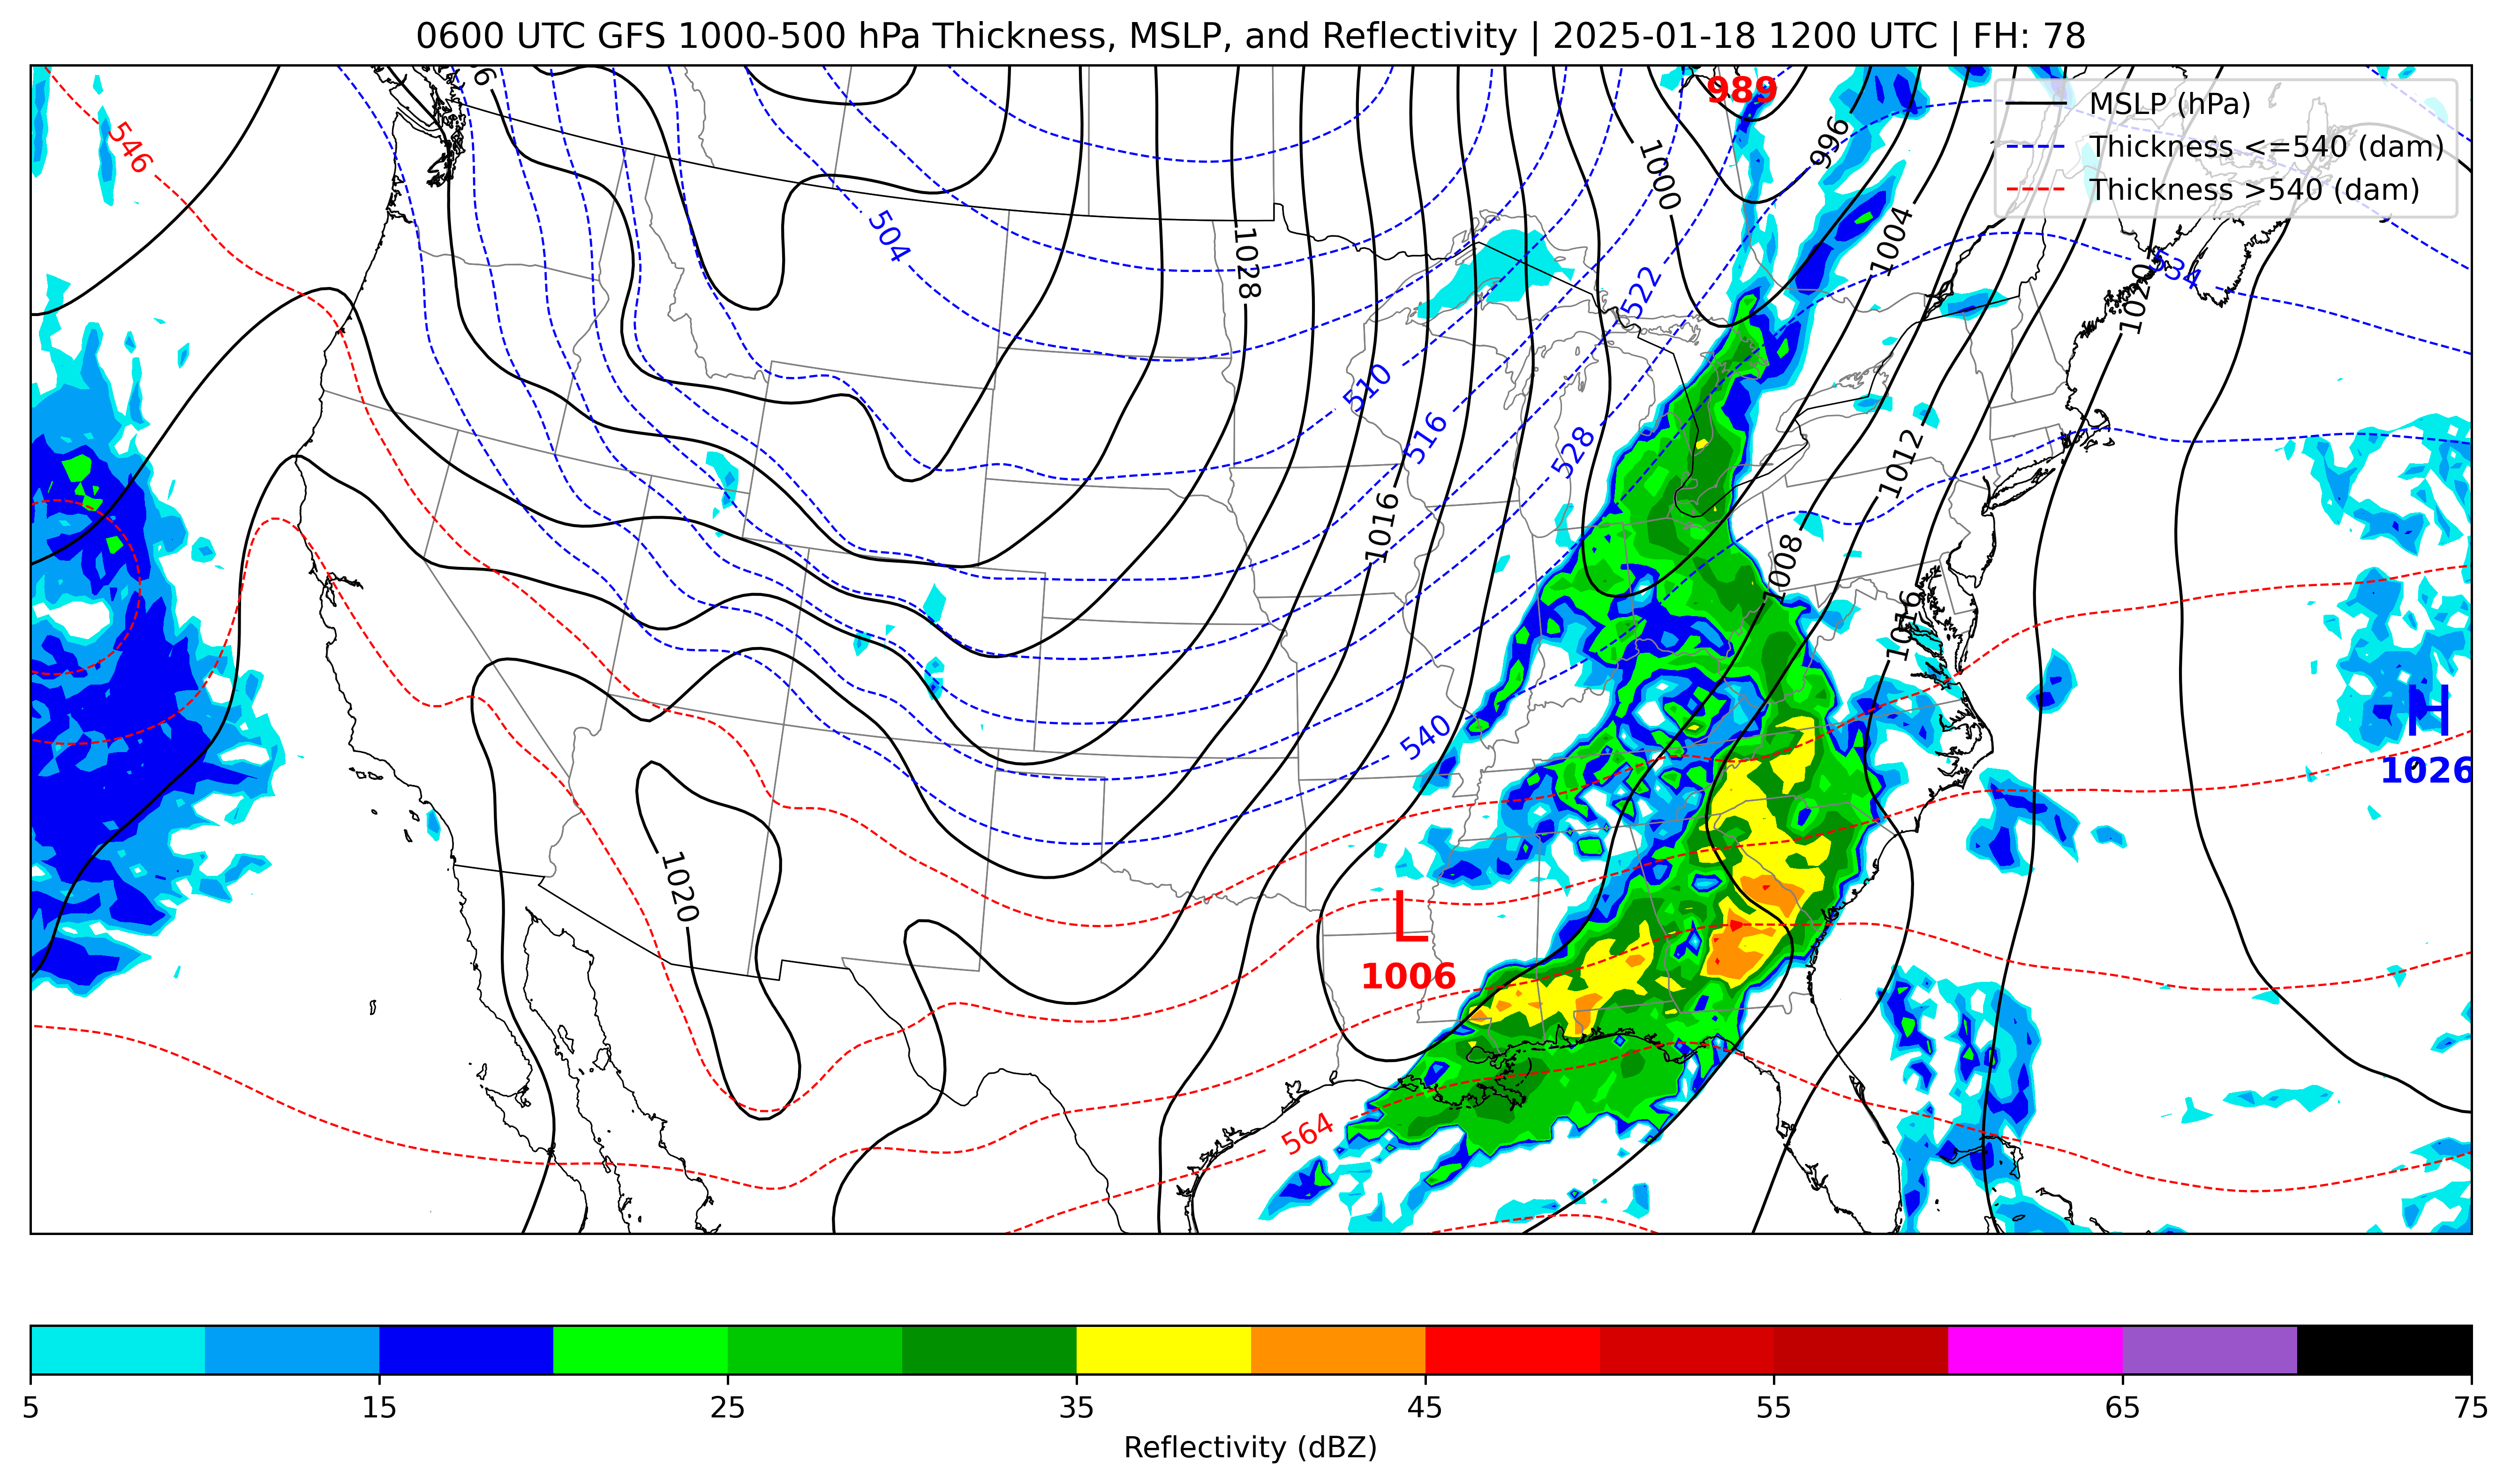 0600 UTC GFS 1000-500 hPa Thickness, MSLP, and Reflectivity | 2025-01-18 1200 UTC | FH: 78
MSLP (hPa)
Thickness <=540 (dam)
Thickness >540 (dam)
989
546
996
1000
504
1004
1028
534
1020
522
510
516
528
1012
1016
1008
1016
540
H
1026
1020
L
1006
564
5 15 25 35 45 55 65 75
Reflectivity (dBZ)